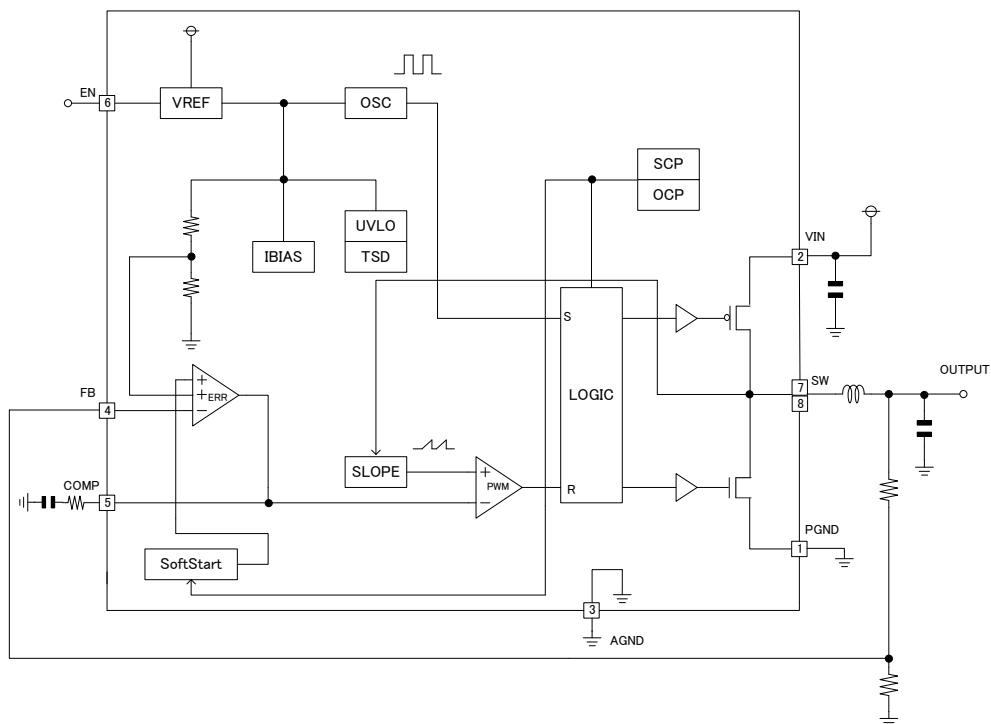 EN
6
VREF
OSC
SCP
OCP
UVLO
TSD
IBIAS
VIN
2
S
LOGIC
FB
4
+
+
−
ERR
SW
7
8
OUTPUT
COMP
5
SLOPE
+
−
PWM
R
PGND
1
SoftStart
3
AGND